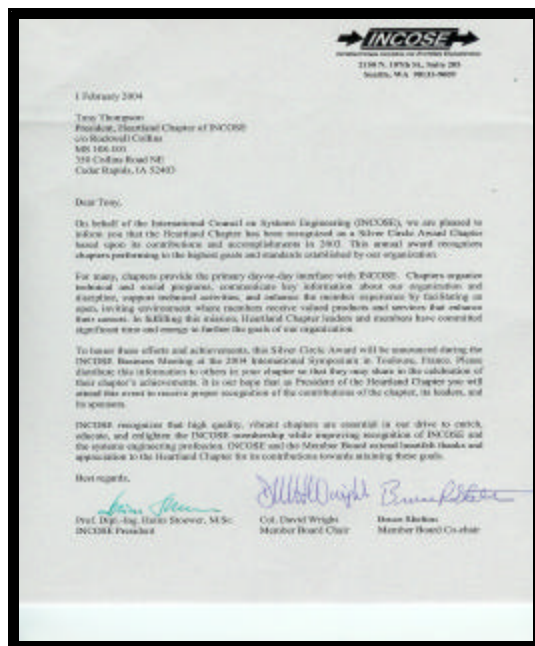 INCOSE
INTERNATIONAL COUNCIL ON SYSTEMS ENGINEERING
2150 N. 107th St., Suite 205
Seattle, WA 98133-9009
1 February 2004
Tony Thompson
President, Heartland Chapter of INCOSE
c/o Rockwell Collins
MS
350 Collins Road NE
Cedar Rapids, IA 52403
Dear Tony,
On behalf of the International Council on Systems Engineering (INCOSE), we are pleased to
inform you that the Heartland Chapter has been recognized as a Silver Circle Award Chapter
based upon its contributions and accomplishments in 2003. This annual award recognizes
chapters performing to the highest goals and standards established by our organization.
For many, chapters provide the primary day-to-day interface with INCOSE. Chapters organize
technical and social programs, communicate key information about our organization and
discipline, support technical activities, and enhance the member experience by facilitating an
open, inviting environment where members receive valued products and services that enhance
their careers. In fulfilling this mission, Heartland Chapter leaders and members have committed
significant time and energy to further the goals of our organization.
To honor these efforts and achievements, this Silver Circle Award will be announced during the
INCOSE Business Meeting at the 2004 International Symposium in Toulouse, France. Please
distribute this information to others in your chapter so that they may share in the celebration of
their chapter's achievements. It is our hope that as President of the Heartland Chapter you will
attend this event to receive proper recognition of the contributions of the chapter, its leaders, and
its sponsors.
INCOSE recognizes that high quality, vibrant chapters are essential in our drive to enrich,
educate, and enlighten the INCOSE membership while improving recognition of INCOSE and
the systems engineering profession. INCOSE and the Member Board extend heartfelt thanks and
appreciation to the Heartland Chapter for its contributions towards attaining these goals.
Best regards,
Prof. Dipl.-Ing. Heinz Stoewer, M.Sc. Col. David Wright Bruce Shelton
INCOSE President Member Board Chair Member Board Co-chair